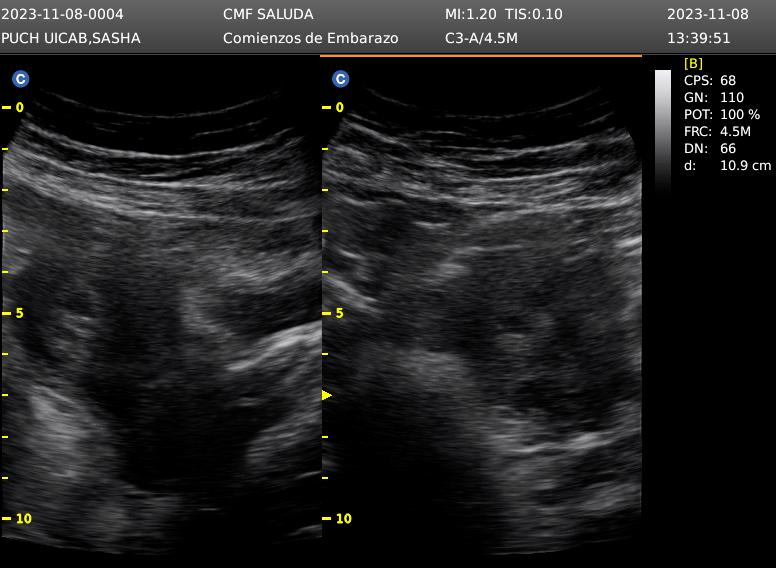 2023-11-08-0004 CMF SALUDA MI:1.20 TIS:0.10 2023-11-08
PUCH UICAB,SASHA Comienzos de Embarazo C3-A/4.5M 13:39:51
[B]
CPS: 68
GN: 110
POT: 100 %
FRC: 4.5M
DN: 66
d: 10.9 cm
C C
0 0
5 5
10 10